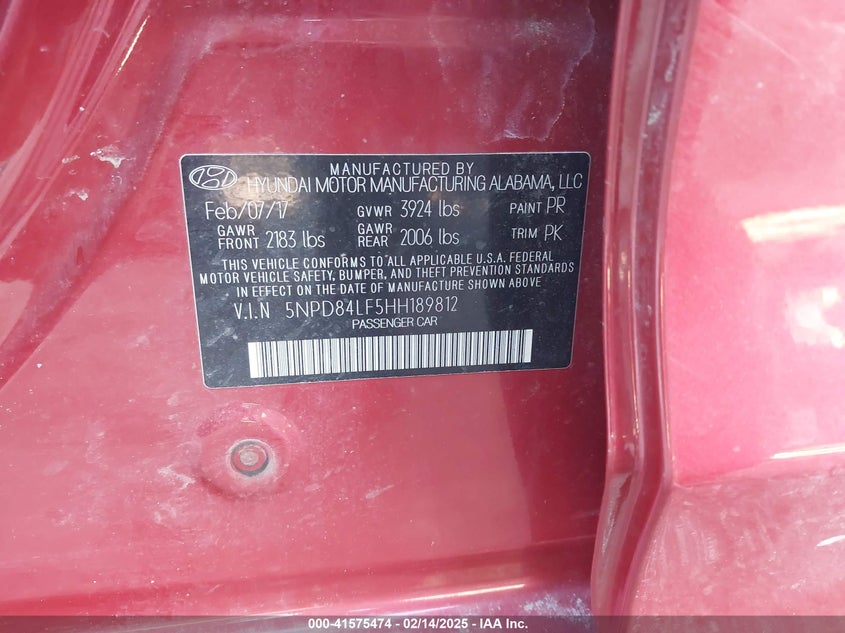 MANUFACTURED BY
HYUNDAI MOTOR MANUFACTURING ALABAMA, LLC
Feb/07/17 GVWR 3924 lbs PAINT PR
GAWR FRONT 2183 lbs GAWR REAR 2006 lbs TRIM PK
THIS VEHICLE CONFORMS TO ALL APPLICABLE U.S.A. FEDERAL
MOTOR VEHICLE SAFETY, BUMPER, AND THEFT PREVENTION STANDARDS
IN EFFECT ON THE DATE OF MANUFACTURE SHOWN ABOVE
V.I.N 5NPD84LF5HH189812
PASSENGER CAR
000-41575474 - 02/14/2025 - IAA Inc.